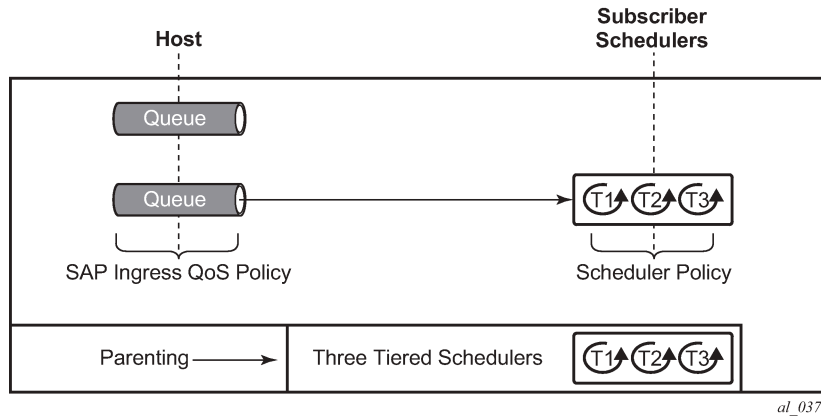 Host
Subscriber
Schedulers
Queue
Queue
T1 T2 T3
SAP Ingress QoS Policy
Scheduler Policy
Parenting
Three Tiered Schedulers
T1 T2 T3
al_037